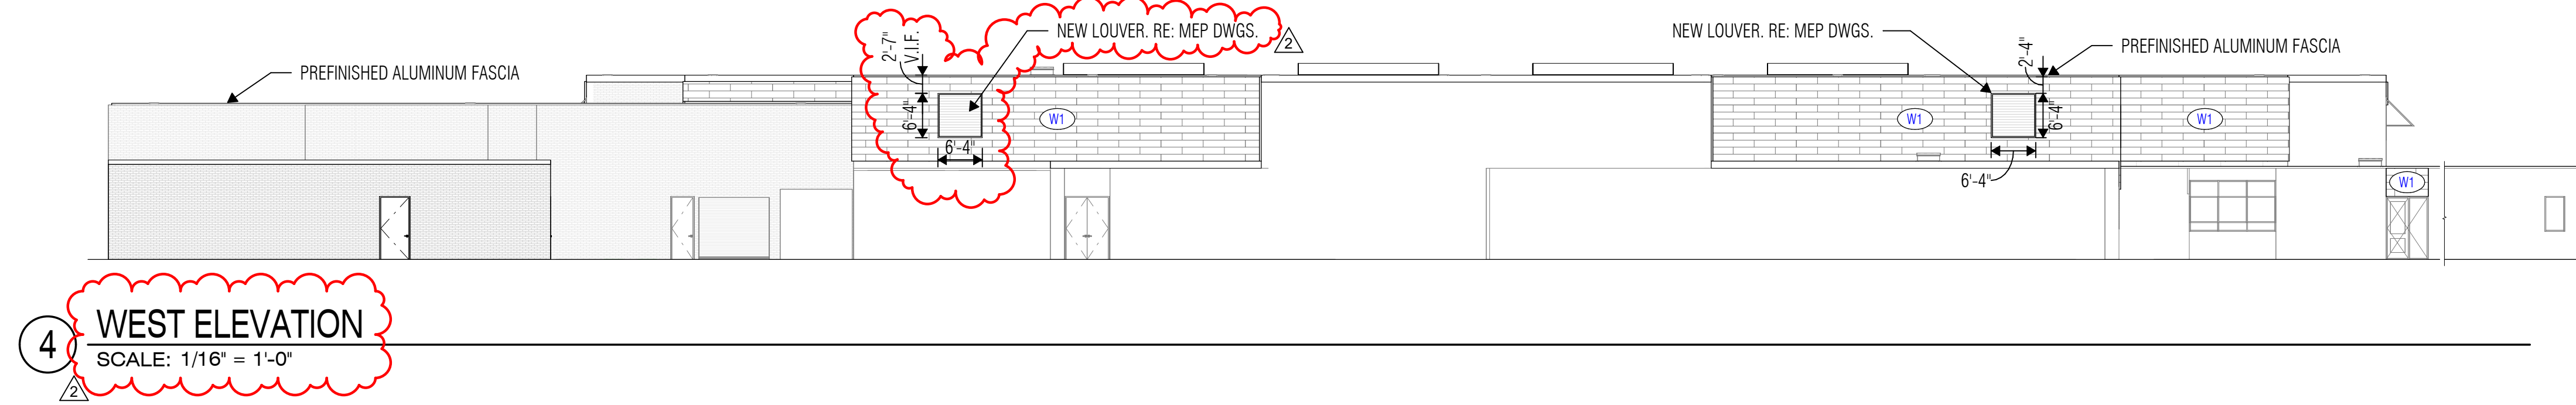 NEW LOUVER. RE: MEP DWGS.
2
2'-7"
V.I.F.
6'-4"
6'-4"
PREFINISHED ALUMINUM FASCIA
W1
NEW LOUVER. RE: MEP DWGS.
2'-4"
PREFINISHED ALUMINUM FASCIA
W1
6'-4"
6'-4"
W1
W1
4
WEST ELEVATION
SCALE: 1/16" = 1'-0"
2